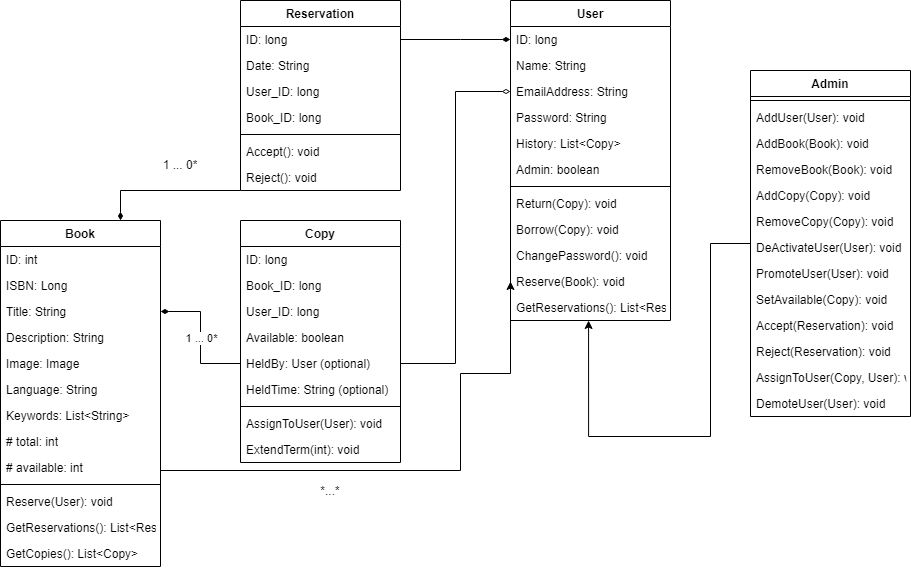 Reservation
ID: long
Date: String
User_ID: long
Book_ID: long
Accept(): void
Reject(): void
User
ID: long
Name: String
EmailAddress: String
Password: String
History: List<Copy>
Admin: boolean
Return(Copy): void
Borrow(Copy): void
ChangePassword(): void
Reserve(Book): void
GetReservations(): List<Res
Admin
AddUser(User): void
AddBook(Book): void
RemoveBook(Book): void
AddCopy(Copy): void
RemoveCopy(Copy): void
DeActivateUser(User): void
PromoteUser(User): void
SetAvailable(Copy): void
Accept(Reservation): void
Reject(Reservation): void
AssignToUser(Copy, User):
DemoteUser(User): void
1 ... 0*
Book
ID: int
ISBN: Long
Title: String
Description: String
Image: Image
Language: String
Keywords: List<String>
# total: int
# available: int
Reserve(User): void
GetReservations(): List<Res
GetCopies(): List<Copy>
1 ... 0*
Copy
ID: long
Book_ID: long
User_ID: long
Available: boolean
HeldBy: User (optional)
HeldTime: String (optional)
AssignToUser(User): void
ExtendTerm(int): void
*...*